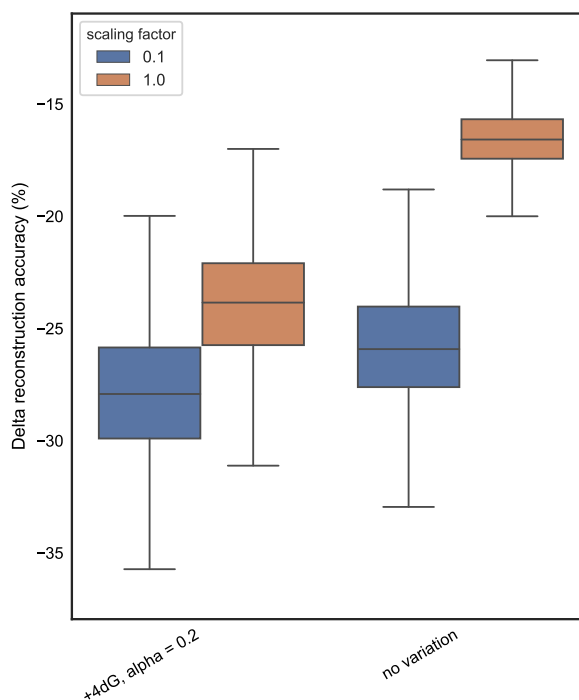 scaling factor
0.1
1.0
Delta reconstruction accuracy (%)
−15
−20
−25
−30
−35
+4dG, alpha = 0.2
no variation